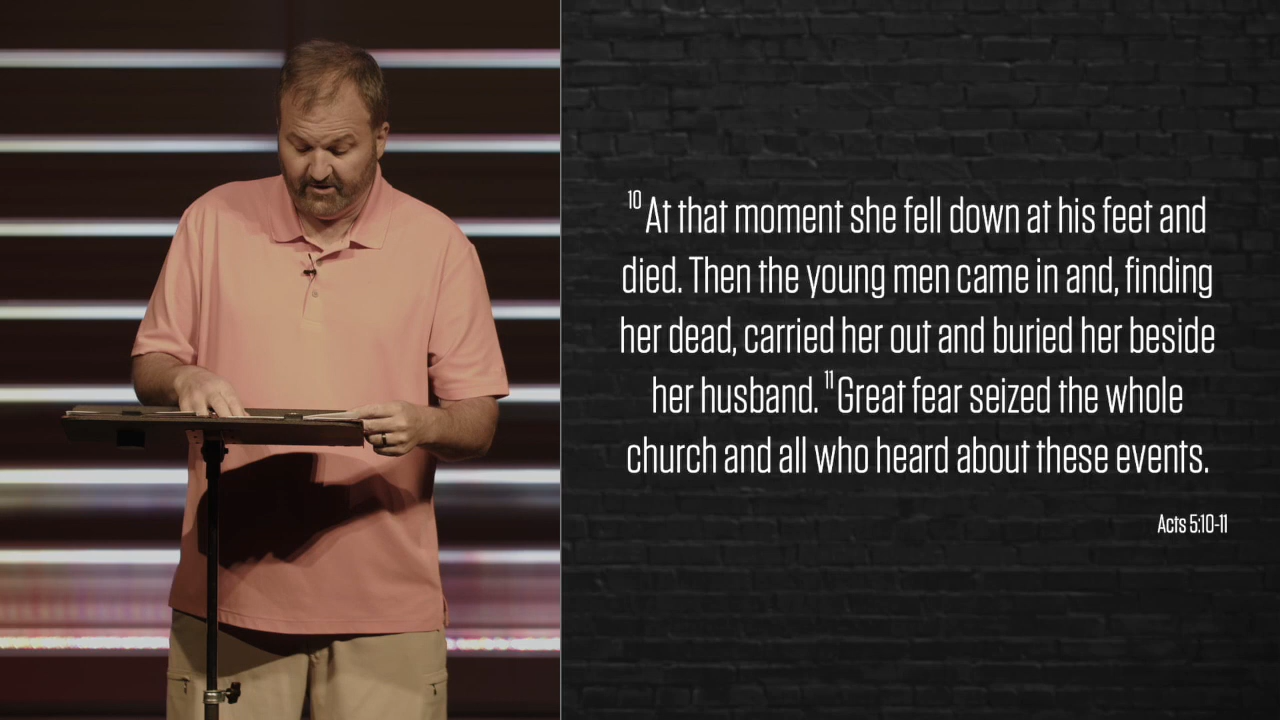 10 At that moment she fell down at his feet and
died. Then the young men came in and, finding
her dead, carried her out and buried her beside
her husband. 11 Great fear seized the whole
church and all who heard about these events.
Acts 5:10-11